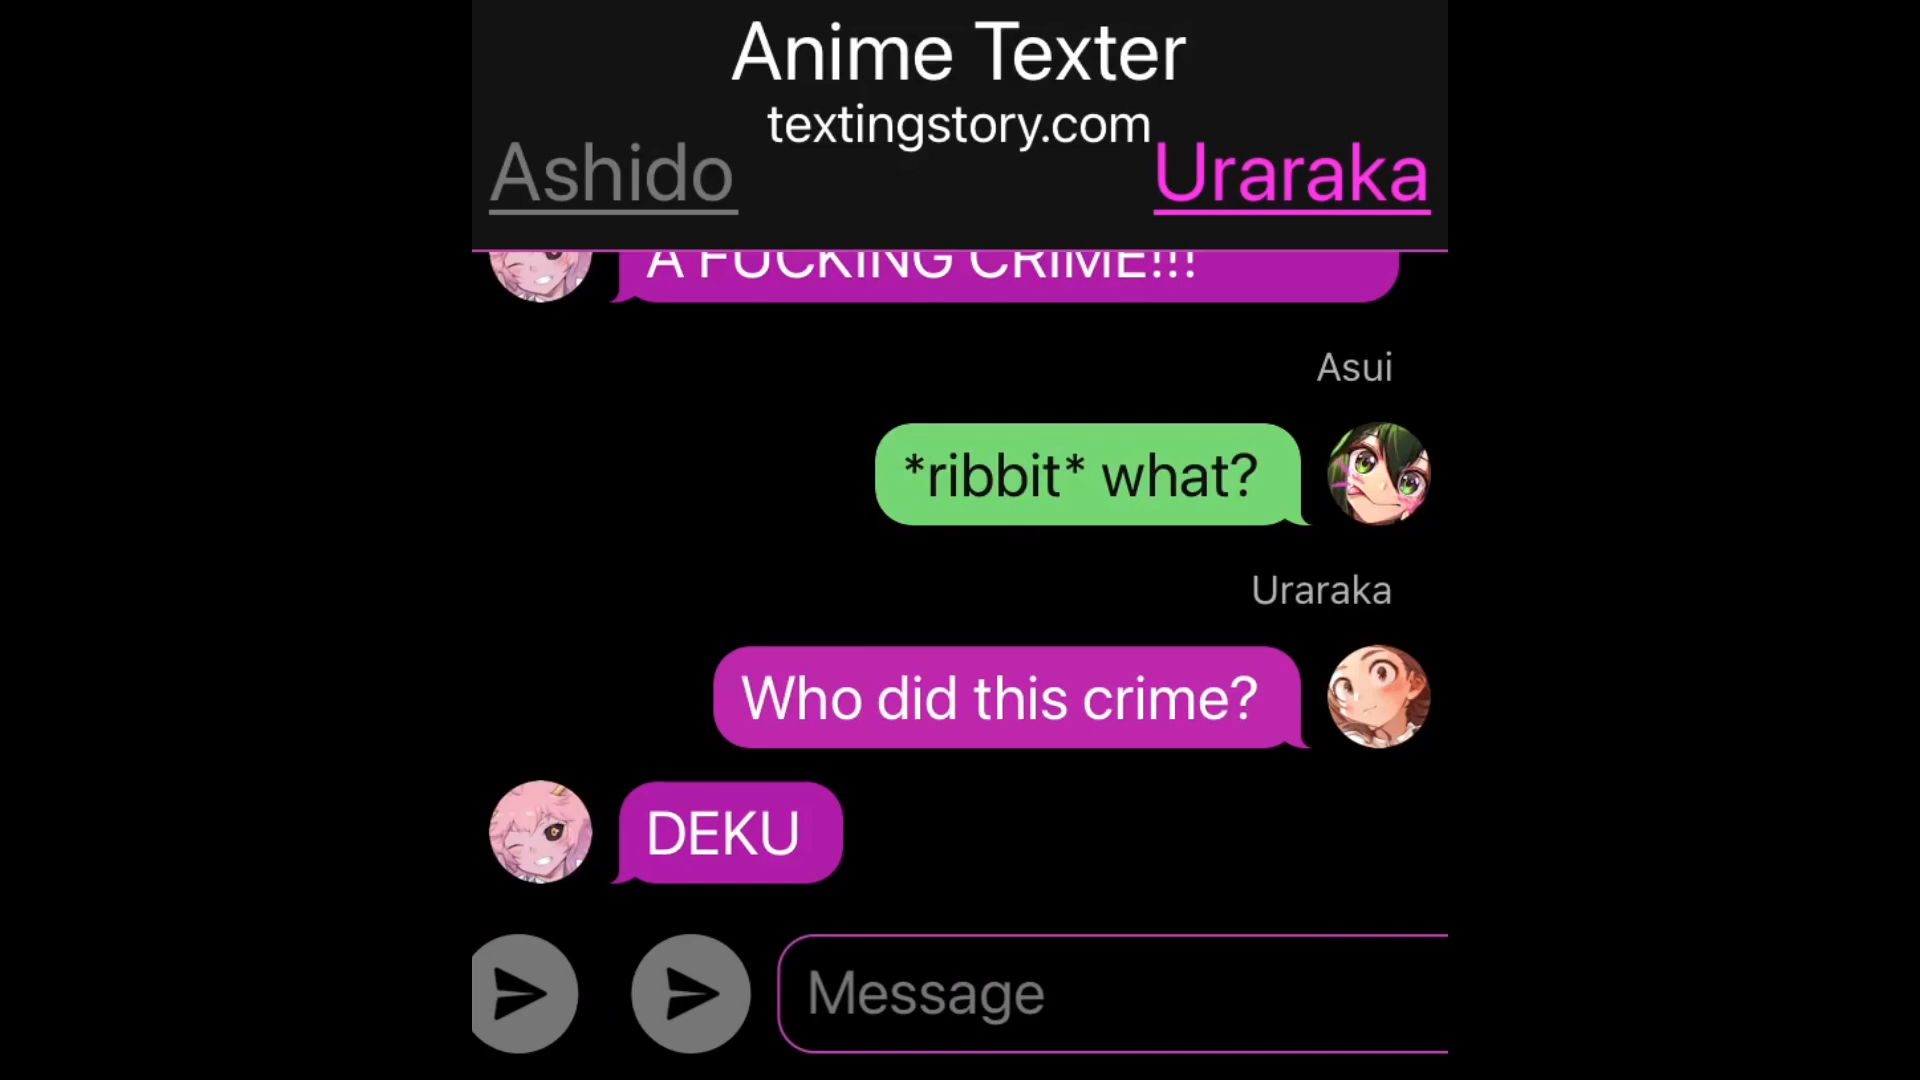 Anime Texter
textingstory.com
Ashido
Uraraka
A FUCKING CRIME!!!
Asui
*ribbit* what?
Uraraka
Who did this crime?
DEKU
Message